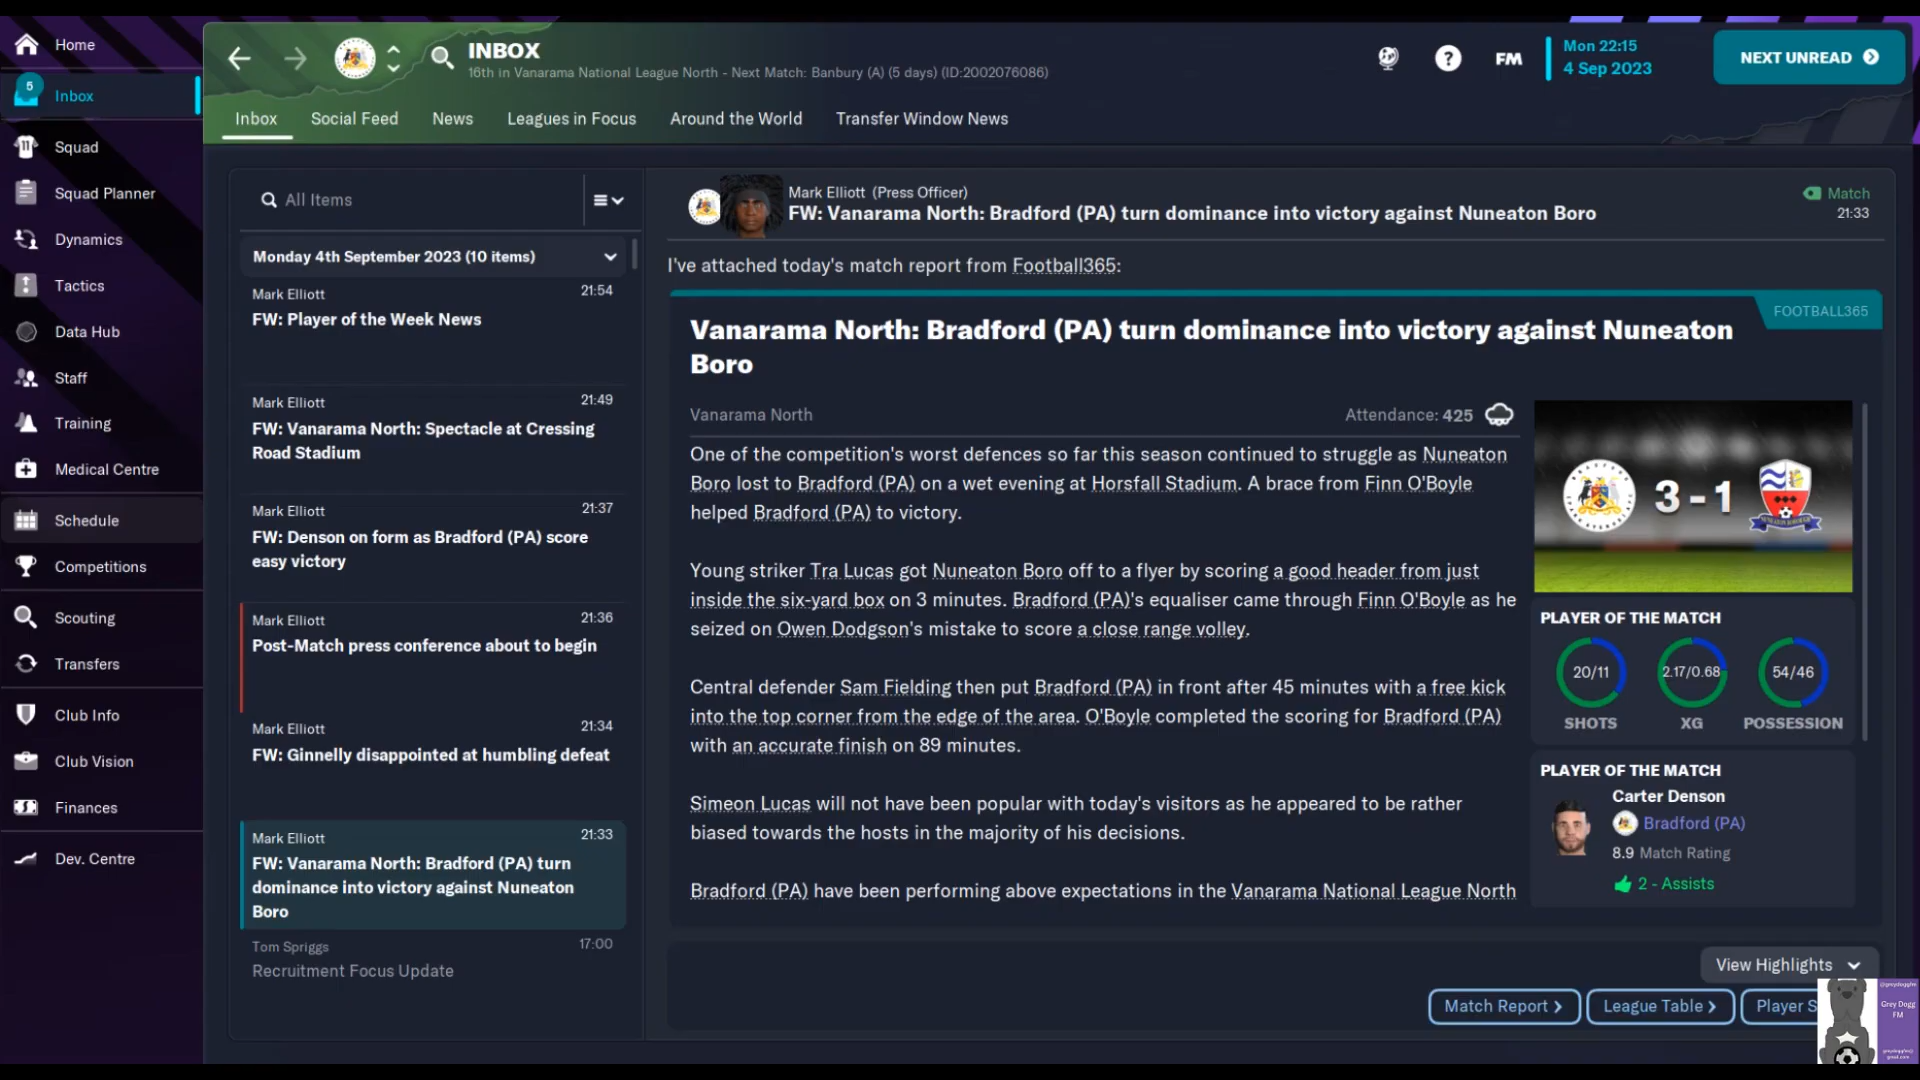 Home
5
Inbox
Squad
Squad Planner
Dynamics
Tactics
Data Hub
Staff
Training
Medical Centre
Schedule
Competitions
Scouting
Transfers
Club Info
Club Vision
Finances
Dev. Centre
INBOX
16th in Vanarama National League North - Next Match: Banbury (A) (5 days) (ID:2002076086)
?
FM
Mon 22:15
4 Sep 2023
NEXT UNREAD
Inbox Social Feed News Leagues in Focus Around the World Transfer Window News
All Items
Monday 4th September 2023 (10 items)
Mark Elliott 21:54
FW: Player of the Week News
Mark Elliott 21:49
FW: Vanarama North: Spectacle at Cressing
Road Stadium
Mark Elliott 21:37
FW: Denson on form as Bradford (PA) score
easy victory
Mark Elliott 21:36
Post-Match press conference about to begin
Mark Elliott 21:34
FW: Ginnelly disappointed at humbling defeat
Mark Elliott 21:33
FW: Vanarama North: Bradford (PA) turn
dominance into victory against Nuneaton
Boro
Tom Spriggs 17:00
Recruitment Focus Update
Mark Elliott (Press Officer)
FW: Vanarama North: Bradford (PA) turn dominance into victory against Nuneaton Boro
Match
21:33
I've attached today's match report from Football365:
FOOTBALL365
Vanarama North: Bradford (PA) turn dominance into victory against Nuneaton
Boro
Vanarama North Attendance: 425
One of the competition's worst defences so far this season continued to struggle as Nuneaton
Boro lost to Bradford (PA) on a wet evening at Horsfall Stadium. A brace from Finn O'Boyle
helped Bradford (PA) to victory.
Young striker Tra Lucas got Nuneaton Boro off to a flyer by scoring a good header from just
inside the six-yard box on 3 minutes. Bradford (PA)'s equaliser came through Finn O'Boyle as he
seized on Owen Dodgson's mistake to score a close range volley.
Central defender Sam Fielding then put Bradford (PA) in front after 45 minutes with a free kick
into the top corner from the edge of the area. O'Boyle completed the scoring for Bradford (PA)
with an accurate finish on 89 minutes.
Simeon Lucas will not have been popular with today's visitors as he appeared to be rather
biased towards the hosts in the majority of his decisions.
Bradford (PA) have been performing above expectations in the Vanarama National League North
3 - 1
PLAYER OF THE MATCH
20/11 2.17/0.68 54/46
SHOTS XG POSSESSION
PLAYER OF THE MATCH
Carter Denson
Bradford (PA)
8.9 Match Rating
2 - Assists
View Highlights
Match Report
League Table
Player S
Grey Dogg
FM